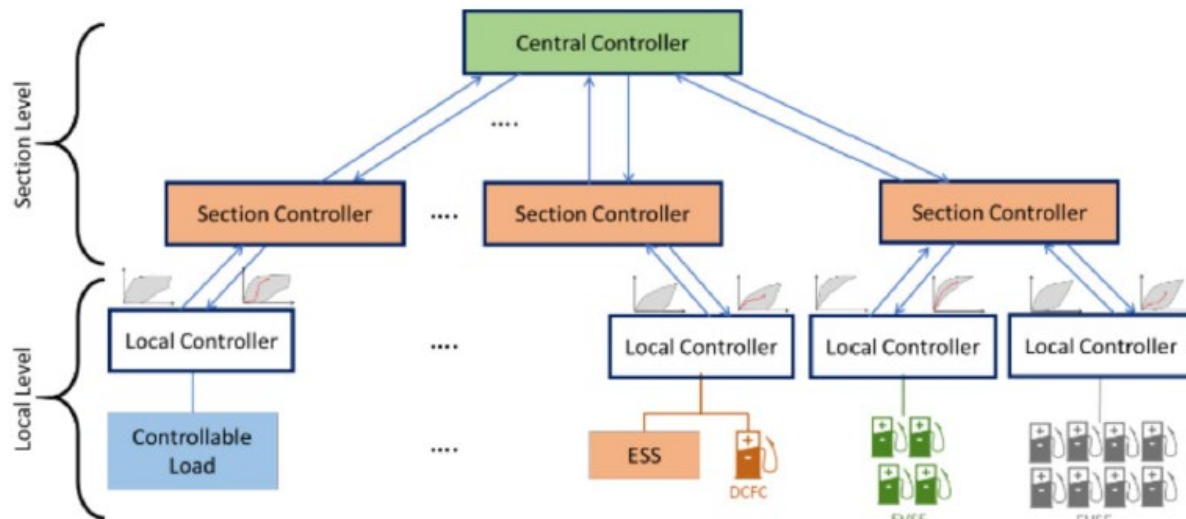 Central Controller
Section Level
....
Section Controller
....
Section Controller
Section Controller
Local Level
Local Controller
....
Local Controller
Local Controller
Local Controller
Controllable
Load
....
ESS
DCFC